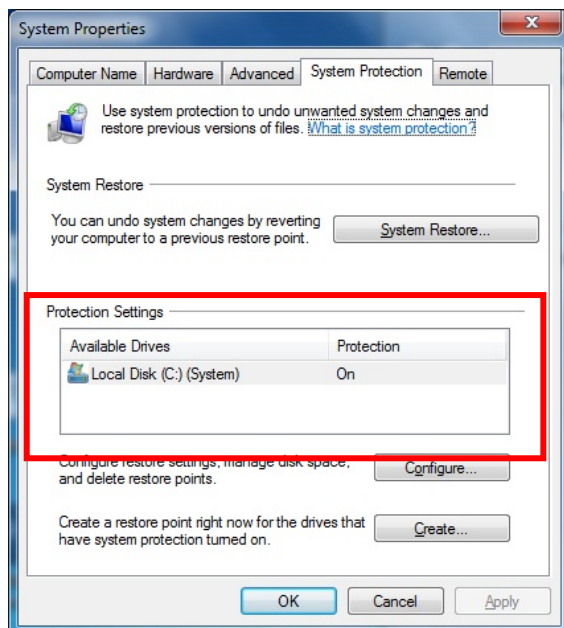 System Properties
Computer Name Hardware Advanced System Protection Remote
Use system protection to undo unwanted system changes and
restore previous versions of files. What is system protection?
System Restore
You can undo system changes by reverting
your computer to a previous restore point.
System Restore...
Protection Settings
Available Drives Protection
Local Disk (C:) (System) On
Configure restore settings, manage disk space,
and delete restore points.
Configure...
Create a restore point right now for the drives that
have system protection turned on.
Create...
OK Cancel Apply